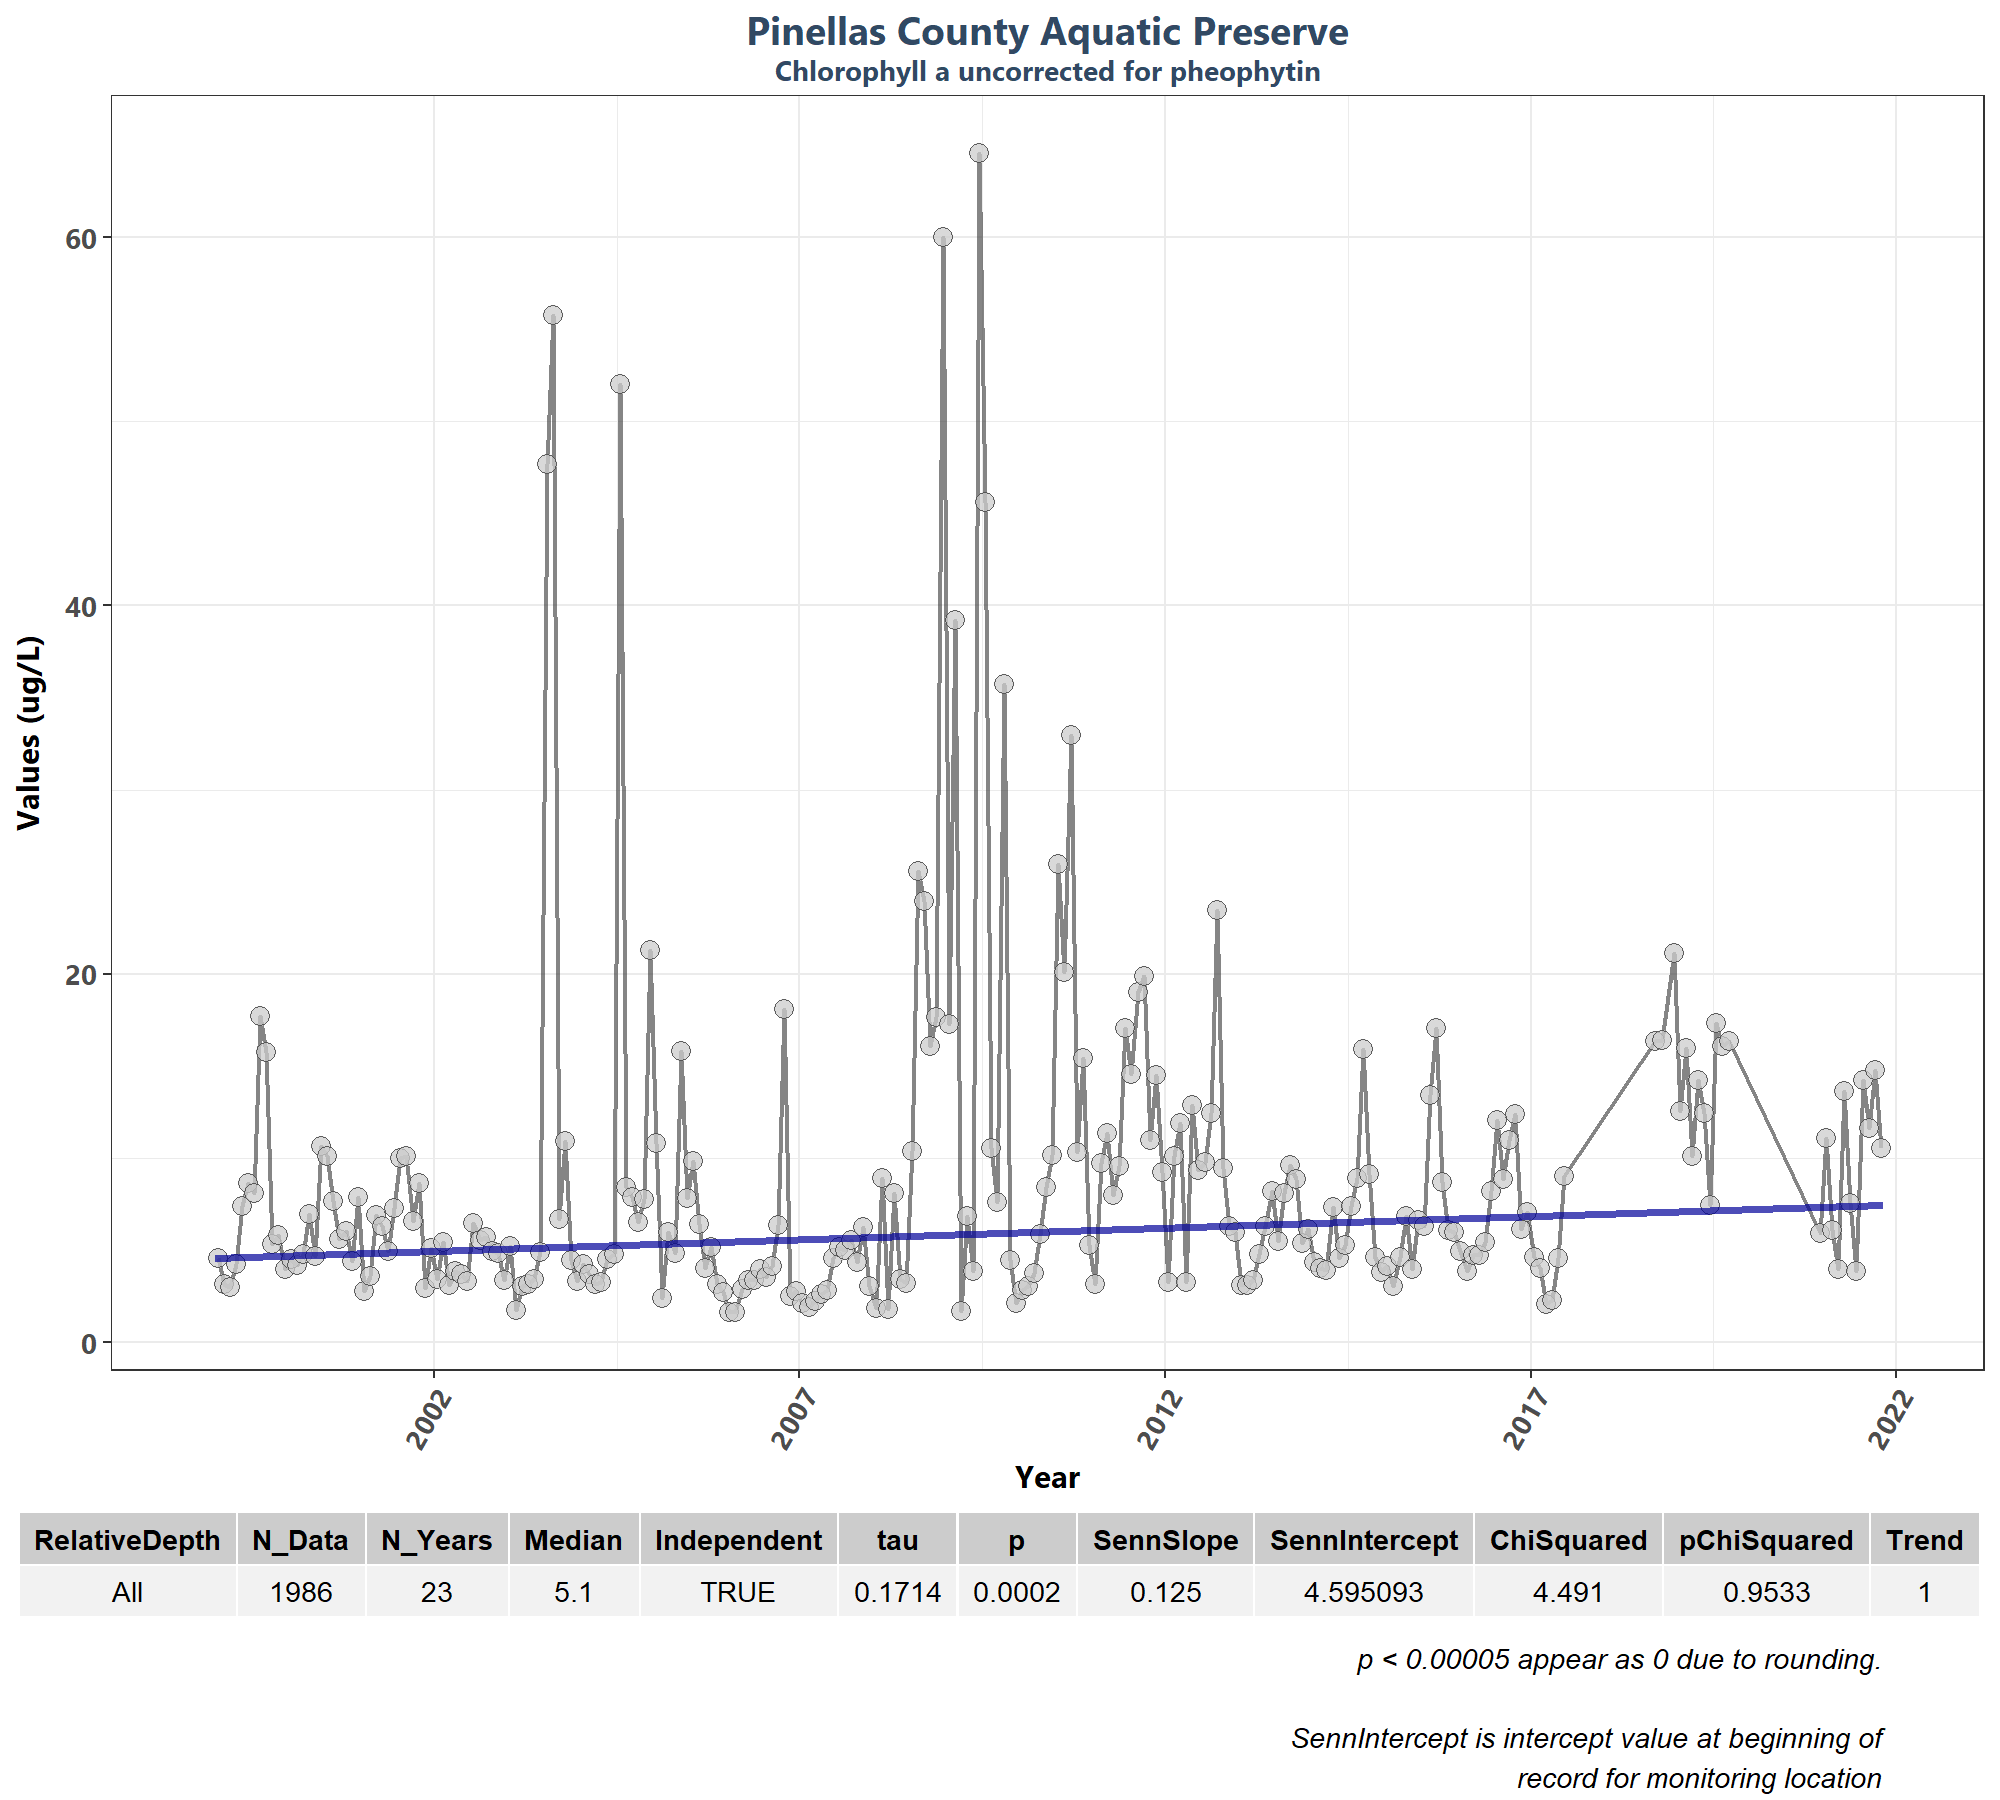 Pinellas County Aquatic Preserve
Chlorophyll a uncorrected for pheophytin
Values (ug/L)
60
40
20
0
2002 2007 2012 2017 2022
Year
RelativeDepth N_Data N_Years Median Independent tau p SennSlope SennIntercept ChiSquared pChiSquared Trend
All 1986 23 5.1 TRUE 0.1714 0.0002 0.125 4.595093 4.491 0.9533 1
p < 0.00005 appear as 0 due to rounding.
SennIntercept is intercept value at beginning of
record for monitoring location